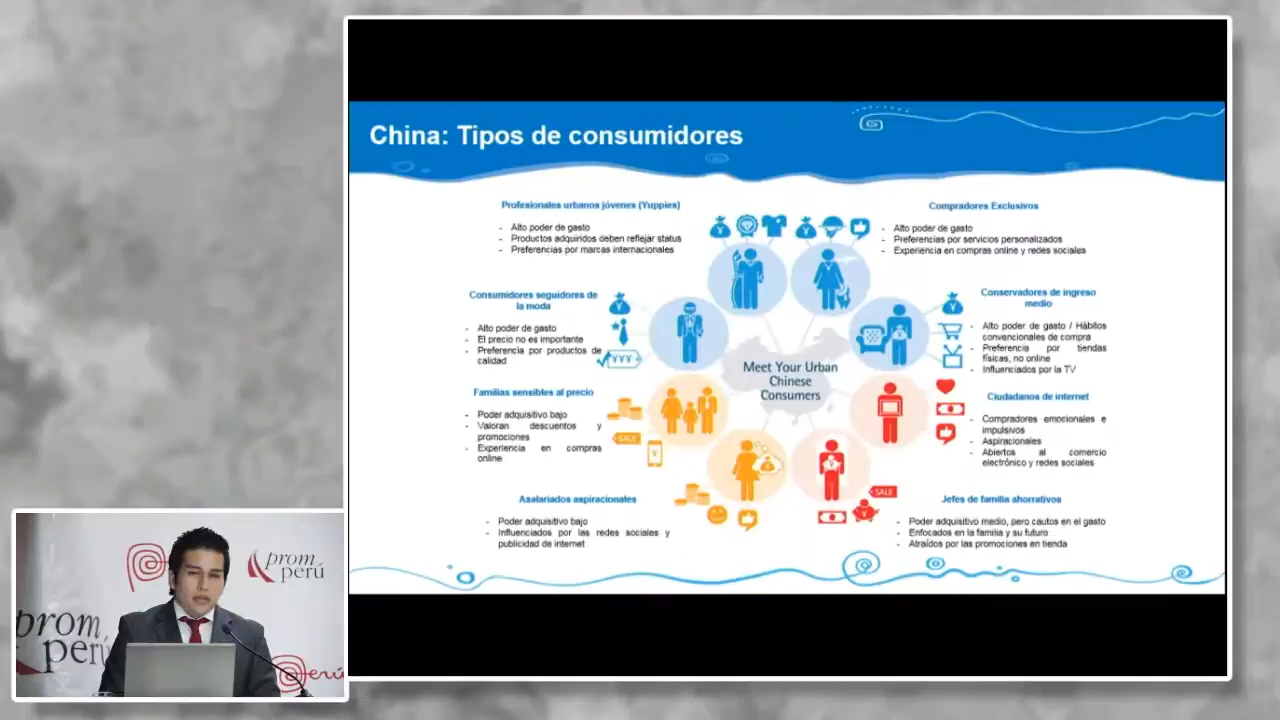 China: Tipos de consumidores
Profesionales urbanos jóvenes (Yuppies)
- Alto poder de gasto
- Productos adquiridos deben reflejar status
- Preferencias por marcas internacionales
Compradores Exclusivos
- Alto poder de gasto
- Preferencias por servicios personalizados
- Experiencia en compras online y redes sociales
Consumidores seguidores de
la moda
- Alto poder de gasto
- El precio no es importante
- Preferencia por productos de
calidad
YYY
Conservadores de ingreso
medio
- Alto poder de gasto / Hábitos
convencionales de compra
- Preferencia por tiendas
físicas, no online
- Influenciados por la TV
Meet Your Urban
Chinese
Consumers
Familias sensibles al precio
- Poder adquisitivo bajo
- Valoran descuentos y
promociones
- Experiencia en compras
online
SALE
Ciudadanos de internet
- Compradores emocionales e
impulsivos
- Aspiracionales
- Abiertos al comercio
electrónico y redes sociales
Asalariados aspiracionales
- Poder adquisitivo bajo
- Influenciados por las redes sociales y
publicidad de internet
SALE
Jefes de familia ahorrativos
- Poder adquisitivo medio, pero cautos en el gasto
- Enfocados en la familia y su futuro
- Atraídos por las promociones en tienda
prom
perú
prom
perú
erú